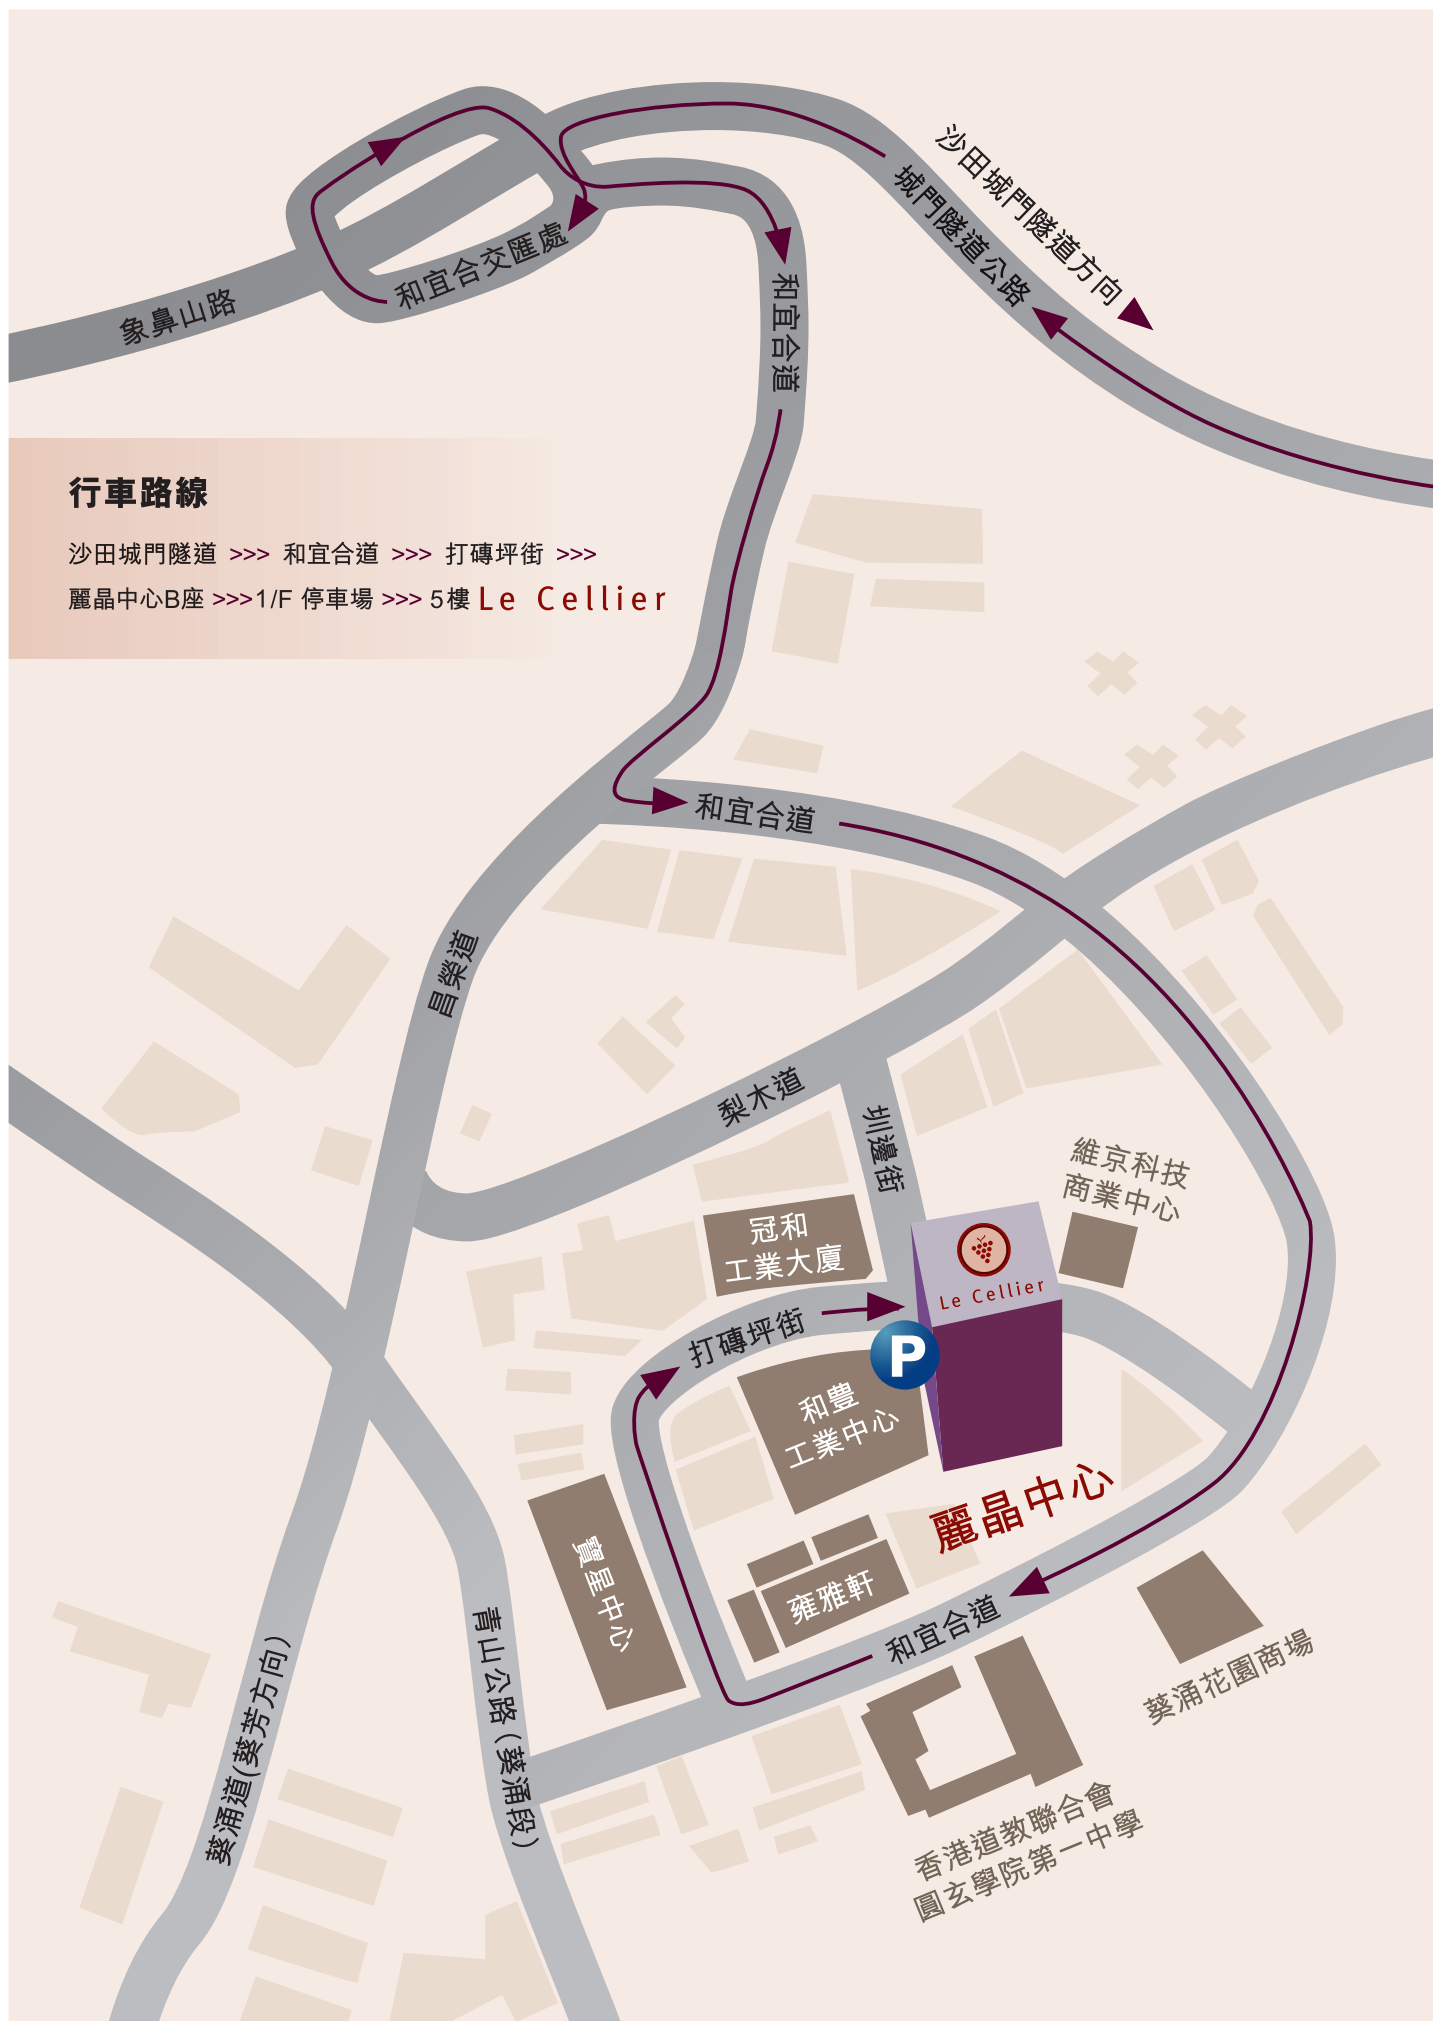 沙田城門隧道方向
城門隧道公路
和宜合交匯處
象鼻山路
和宜合道
行車路線
沙田城門隧道 >>> 和宜合道 >>> 打磚坪街 >>>
麗晶中心B座 >>>1/F 停車場 >>> 5樓 Le Cellier
和宜合道
昌榮道
梨木道
圳邊街
維京科技
商業中心
冠和
工業大廈
Le Cellier
打磚坪街
P
和豐
工業中心
麗晶中心
寶星中心
雍雅軒
和宜合道
葵涌道(葵芳方向)
青山公路(葵涌段)
葵涌花園商場
香港道教聯合會
圓玄學院第一中學